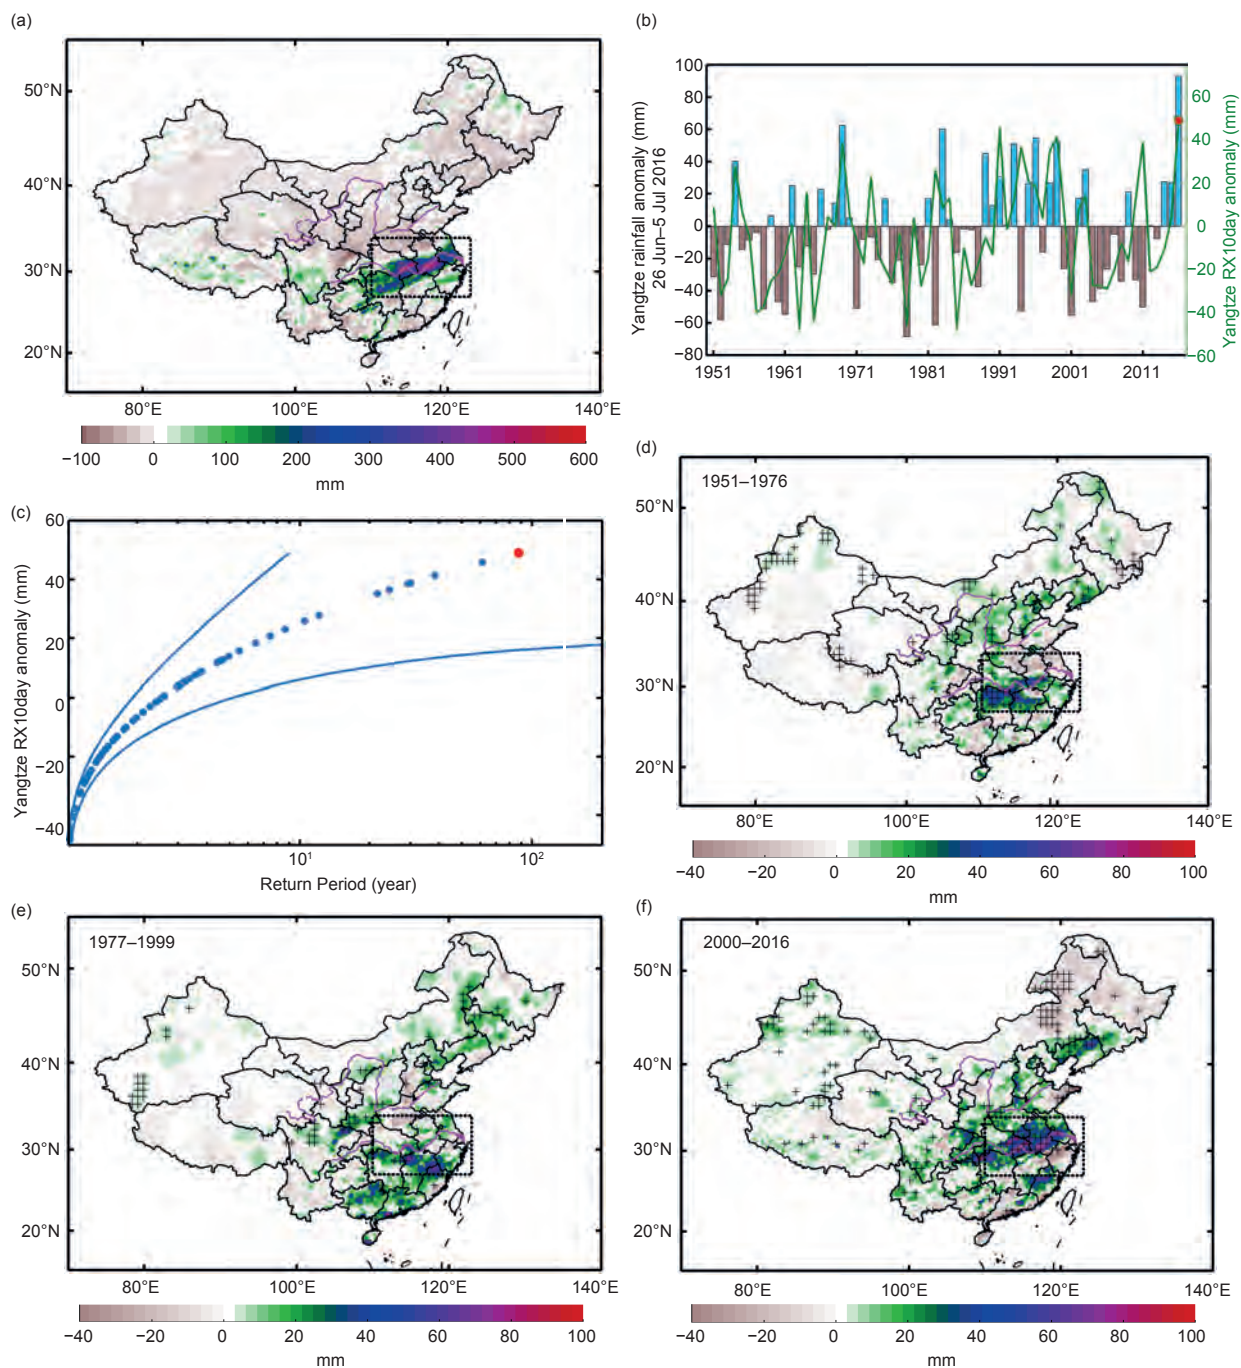 (a)
50°N
40°N
30°N
20°N
80°E 100°E 120°E 140°E
−100 0 100 200 300 400 500 600
mm
(b)
Yangtze rainfall anomaly (mm)
26 Jun–5 Jul 2016
100
80
60
40
20
0
−20
−40
−60
−80
1951 1961 1971 1981 1991 2001 2011
60
40
20
0
−20
−40
−60
Yangtze RX10day anomaly (mm)
(c)
Yangtze RX10day anomaly (mm)
60
40
20
0
−20
−40
10¹ 10²
Return Period (year)
(d)
1951–1976
50°N
40°N
30°N
20°N
80°E 100°E 120°E 140°E
−40 −20 0 20 40 60 80 100
mm
(e)
1977–1999
50°N
40°N
30°N
20°N
80°E 100°E 120°E 140°E
−40 −20 0 20 40 60 80 100
mm
(f)
2000–2016
50°N
40°N
30°N
20°N
80°E 100°E 120°E 140°E
−40 −20 0 20 40 60 80 100
mm